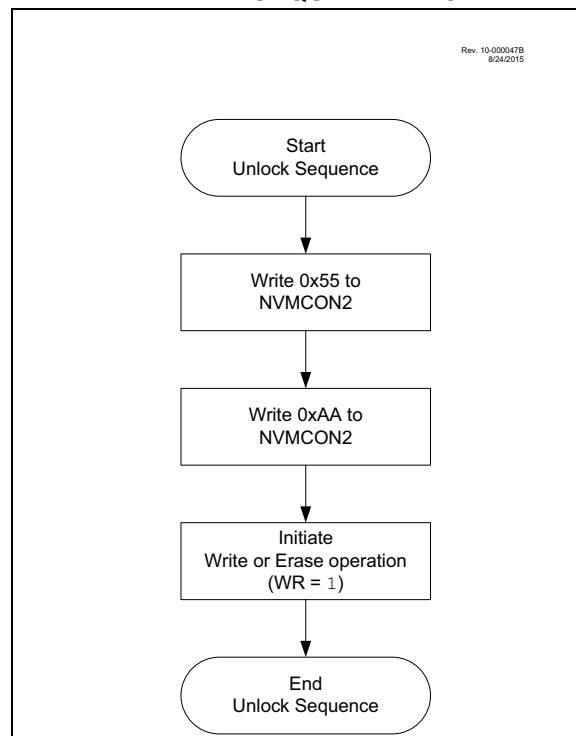 Rev. 10-000047B
8/24/2015
Start
Unlock Sequence
Write 0x55 to
NVMCON2
Write 0xAA to
NVMCON2
Initiate
Write or Erase operation
(WR = 1)
End
Unlock Sequence